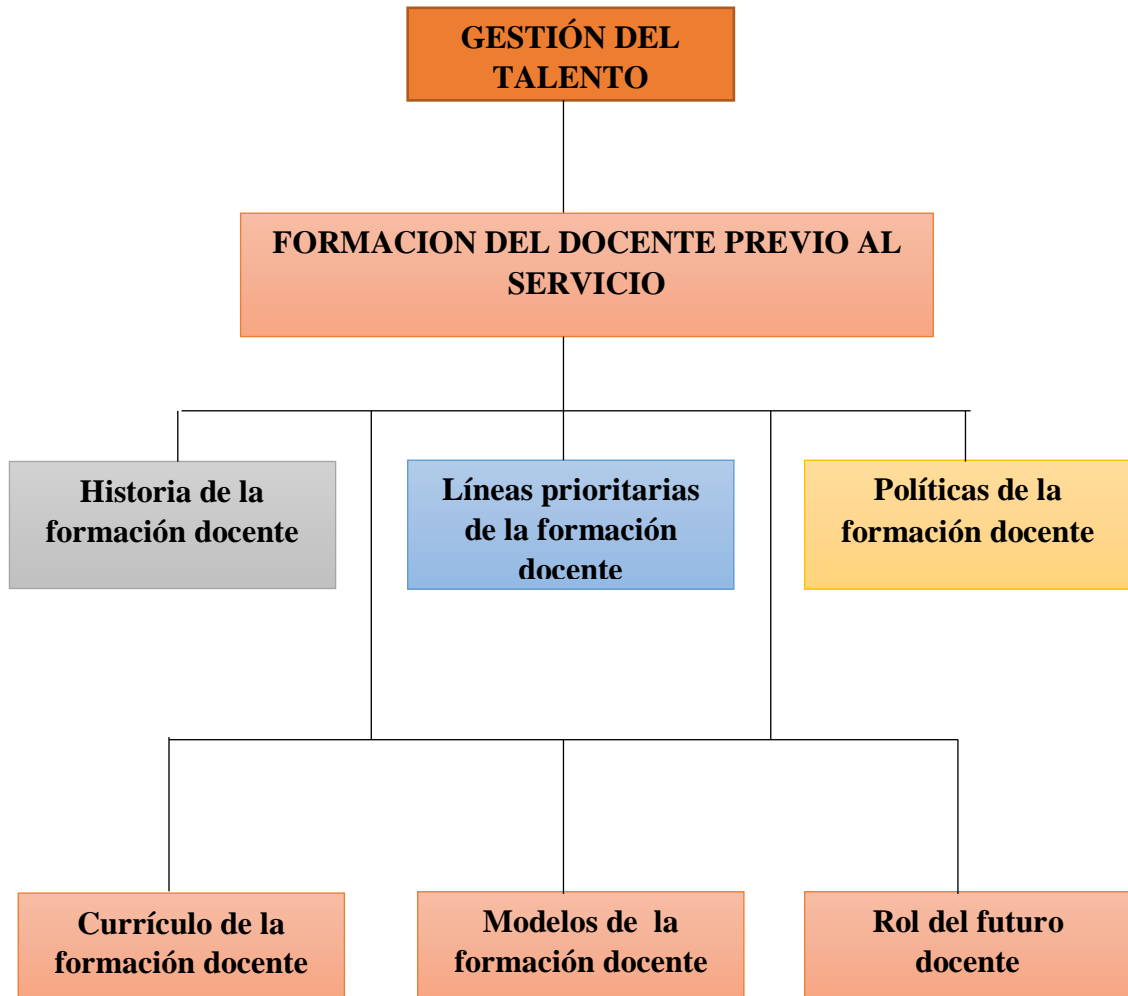 GESTIÓN DEL
TALENTO
FORMACION DEL DOCENTE PREVIO AL
SERVICIO
Historia de la
formación docente
Líneas prioritarias
de la formación
docente
Políticas de la
formación docente
Currículo de la
formación docente
Modelos de  la
formación docente
Rol del futuro
docente